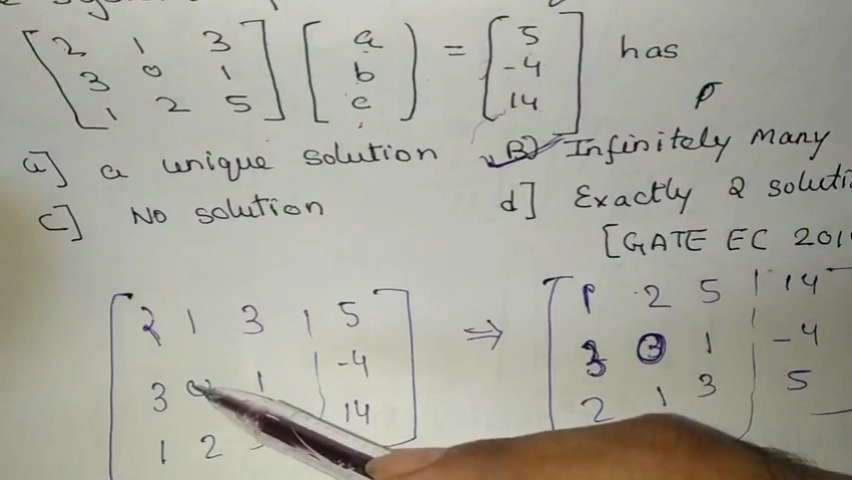 [2 1 3] [a] = [5] has
[3 0 1] [b] [-4]
[1 2 5] [c] [14]
a] a unique solution B] Infinitely Many
c] No solution d] Exactly 2 soluti
[GATE EC 201
[2 1 3 | 5] ⇒ [1 2 5 | 14]
[3 0 1 | -4] [3 0 1 | -4]
[1 2 | 14] [2 1 3 | 5]